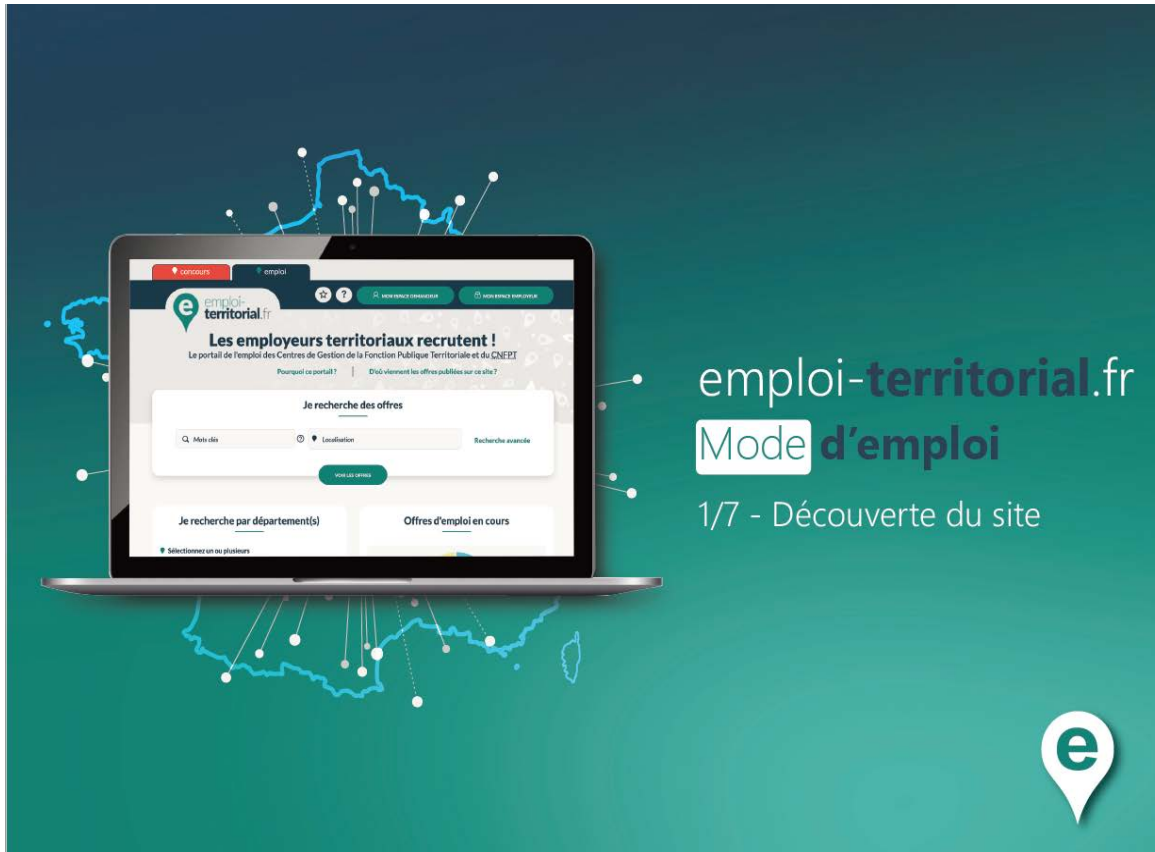 concours
emploi
emploi-
territorial.fr
? MON ESPACE DEMANDEUR MON ESPACE EMPLOYEUR
Les employeurs territoriaux recrutent !
Le portail de l'emploi des Centres de Gestion de la Fonction Publique Territoriale et du CNFPT
Pourquoi ce portail ? | D'où viennent les offres publiées sur ce site ?
Je recherche des offres
Mots clés ? Localisation Recherche avancée
VOIR LES OFFRES
Je recherche par département(s)
Sélectionnez un ou plusieurs
Offres d'emploi en cours
emploi-territorial.fr
Mode d'emploi
1/7 - Découverte du site
e